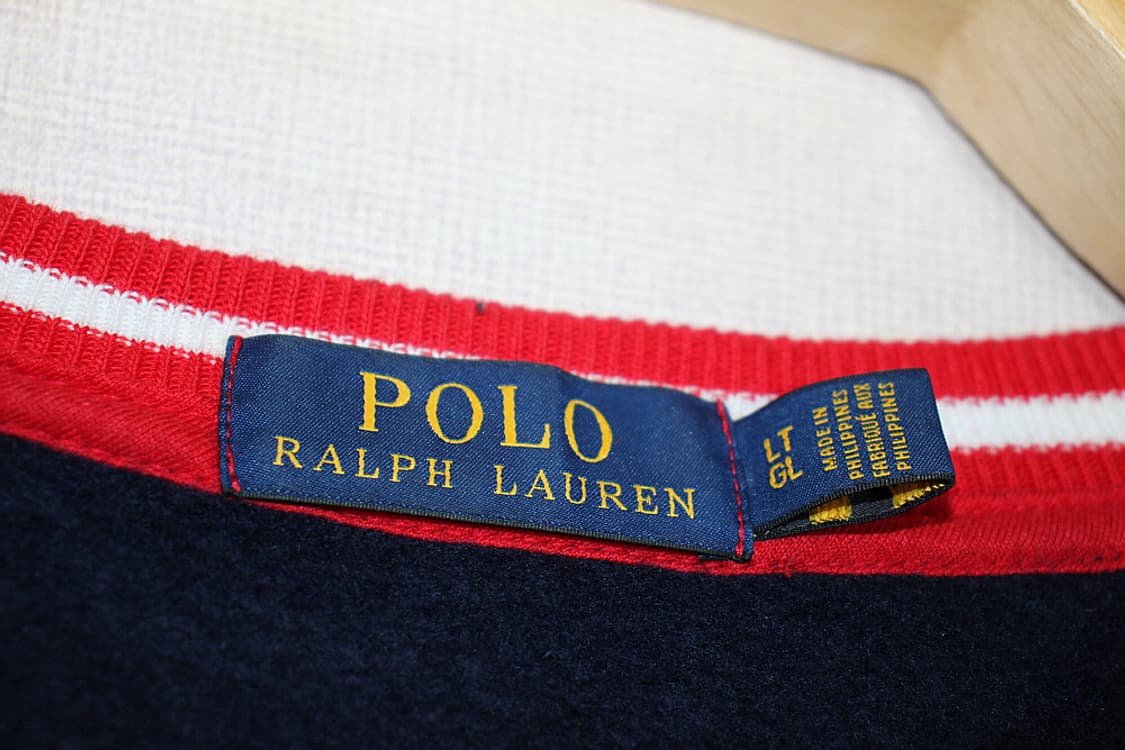 POLO
RALPH LAUREN
LT
GL
MADE IN
PHILIPPINES
FABRIQUÉ AUX
PHILIPPINES